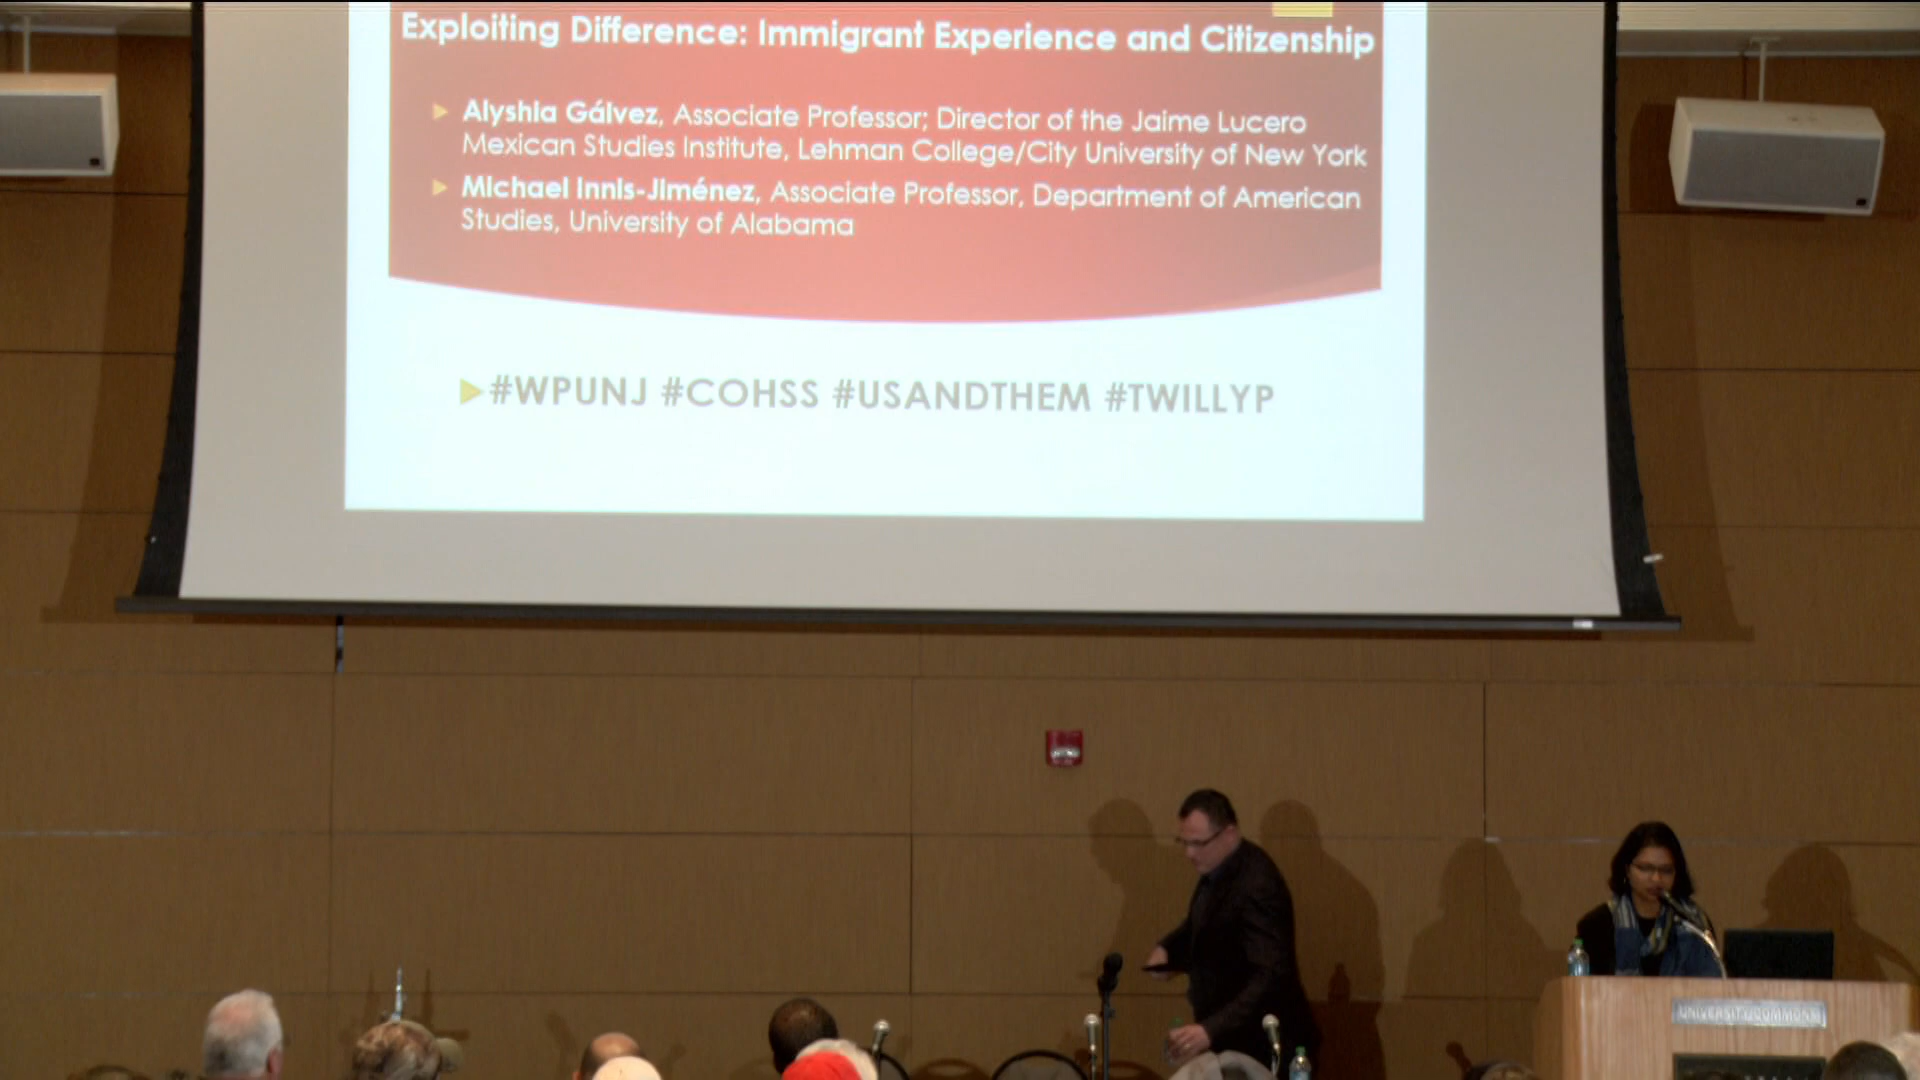 Exploiting Difference: Immigrant Experience and Citizenship
Alyshia Gálvez, Associate Professor; Director of the Jaime Lucero
Mexican Studies Institute, Lehman College/City University of New York
Michael Innis-Jiménez, Associate Professor, Department of American
Studies, University of Alabama
#WPUNJ #COHSS #USANDTHEM #TWILLYP
UNIVERSITY COMMONS